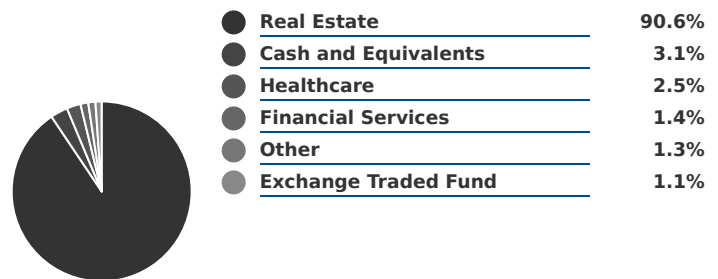 Real Estate 90.6%
Cash and Equivalents 3.1%
Healthcare 2.5%
Financial Services 1.4%
Other 1.3%
Exchange Traded Fund 1.1%